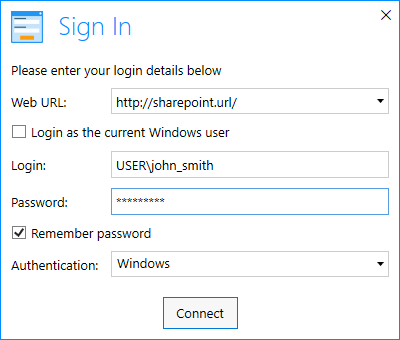 Sign In
Please enter your login details below
Web URL: http://sharepoint.url/
Login as the current Windows user
Login: USER\john_smith
Password: *********
Remember password
Authentication: Windows
Connect